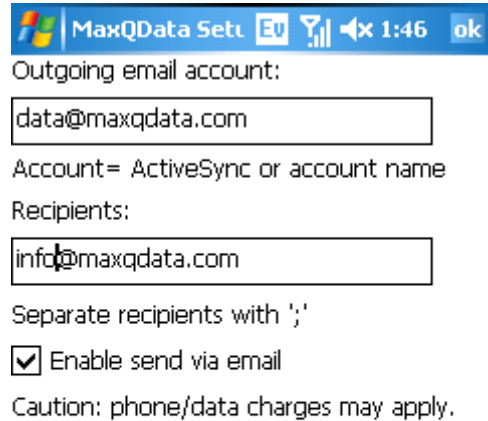 MaxQData Setu Ev 1:46 ok
Outgoing email account:
data@maxqdata.com
Account= ActiveSync or account name
Recipients:
info@maxqdata.com
Separate recipients with ';'
Enable send via email
Caution: phone/data charges may apply.